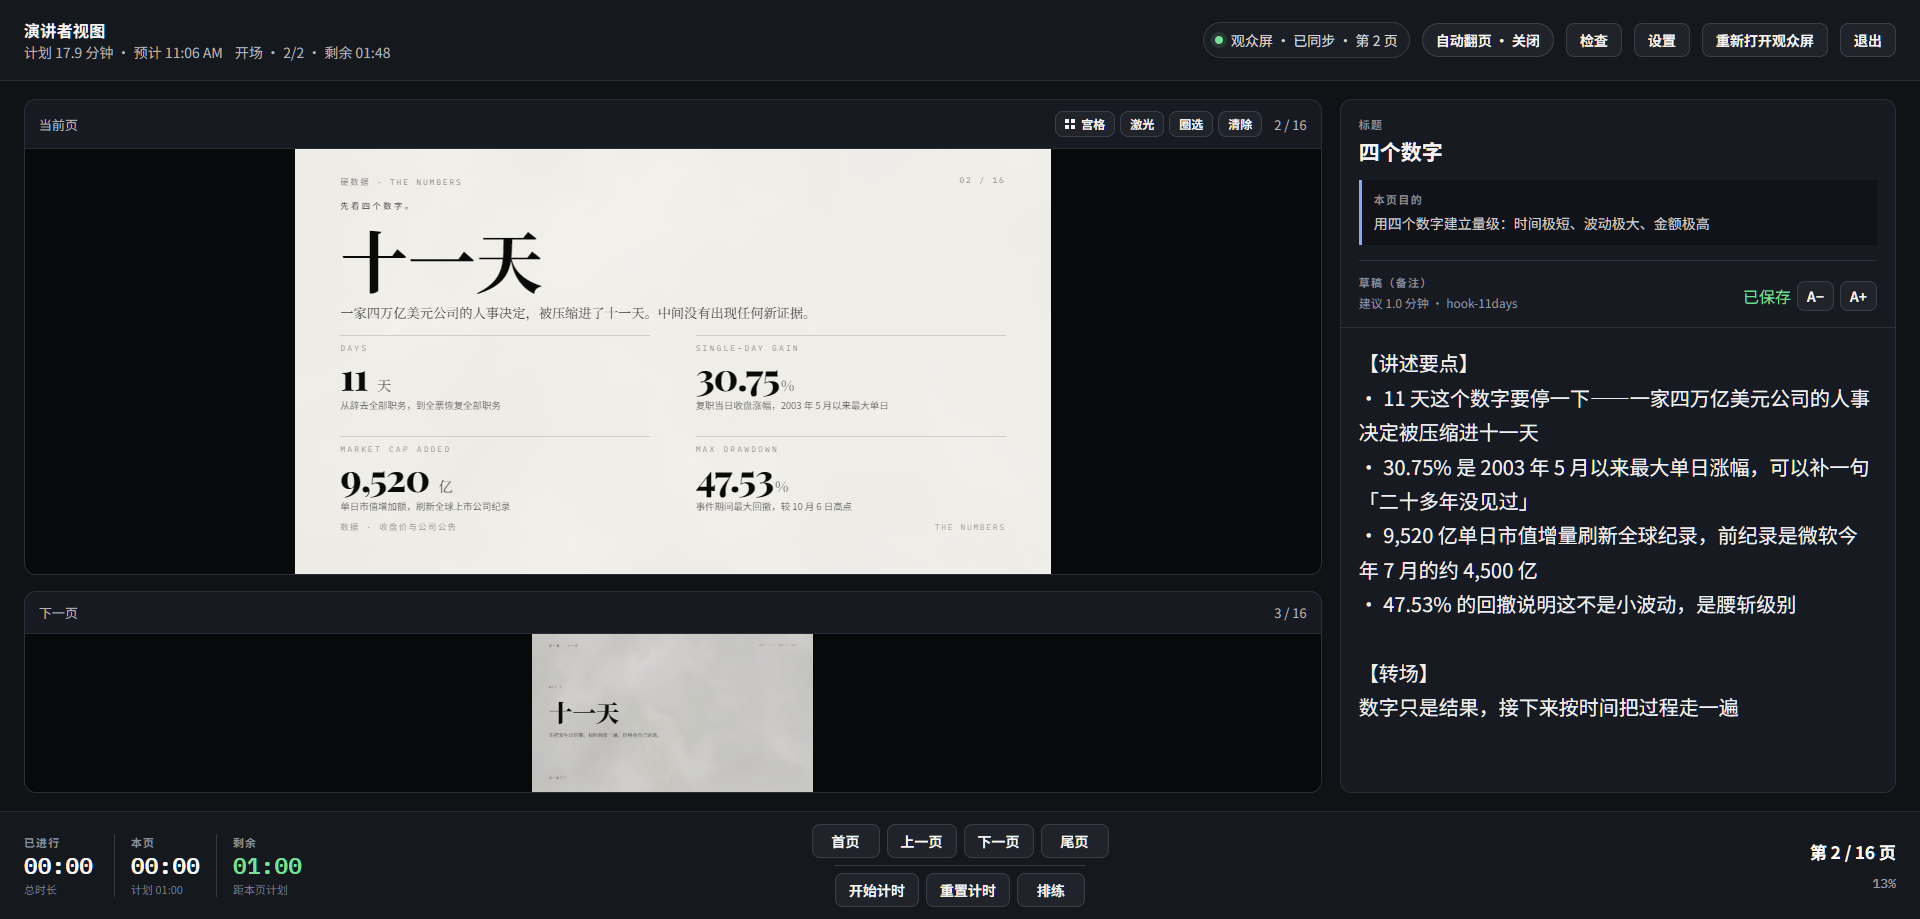 演讲者视图
计划 17.9 分钟 · 预计 11:06 AM 开场 · 2/2 · 剩余 01:48
观众屏 · 已同步 · 第 2 页
自动翻页 · 关闭
检查
设置
重新打开观众屏
退出
当前页
宫格
激光
圈选
清除
2 / 16
硬数据 · THE NUMBERS
02 / 16
先看四个数字。
十一天
一家四万亿美元公司的人事决定，被压缩进了十一天。中间没有出现任何新证据。
DAYS
11 天
从辞去全部职务，到全票恢复全部职务
SINGLE-DAY GAIN
30.75%
复职当日收盘涨幅，2003 年 5 月以来最大单日
MARKET CAP ADDED
9,520 亿
单日市值增加额，刷新全球上市公司纪录
MAX DRAWDOWN
47.53%
事件期间最大回撤，较 10 月 6 日高点
数据 · 收盘价与公司公告
THE NUMBERS
下一页
3 / 16
十一天
标题
四个数字
本页目的
用四个数字建立量级：时间极短、波动极大、金额极高
草稿（备注）
建议 1.0 分钟 · hook-11days
已保存
A−
A+
【讲述要点】
· 11 天这个数字要停一下——一家四万亿美元公司的人事
决定被压缩进十一天
· 30.75% 是 2003 年 5 月以来最大单日涨幅，可以补一句
「二十多年没见过」
· 9,520 亿单日市值增量刷新全球纪录，前纪录是微软今
年 7 月的约 4,500 亿
· 47.53% 的回撤说明这不是小波动，是腰斩级别
【转场】
数字只是结果，接下来按时间把过程走一遍
已进行
00:00
总时长
本页
00:00
计划 01:00
剩余
01:00
距本页计划
首页
上一页
下一页
尾页
开始计时
重置计时
排练
第 2 / 16 页
13%